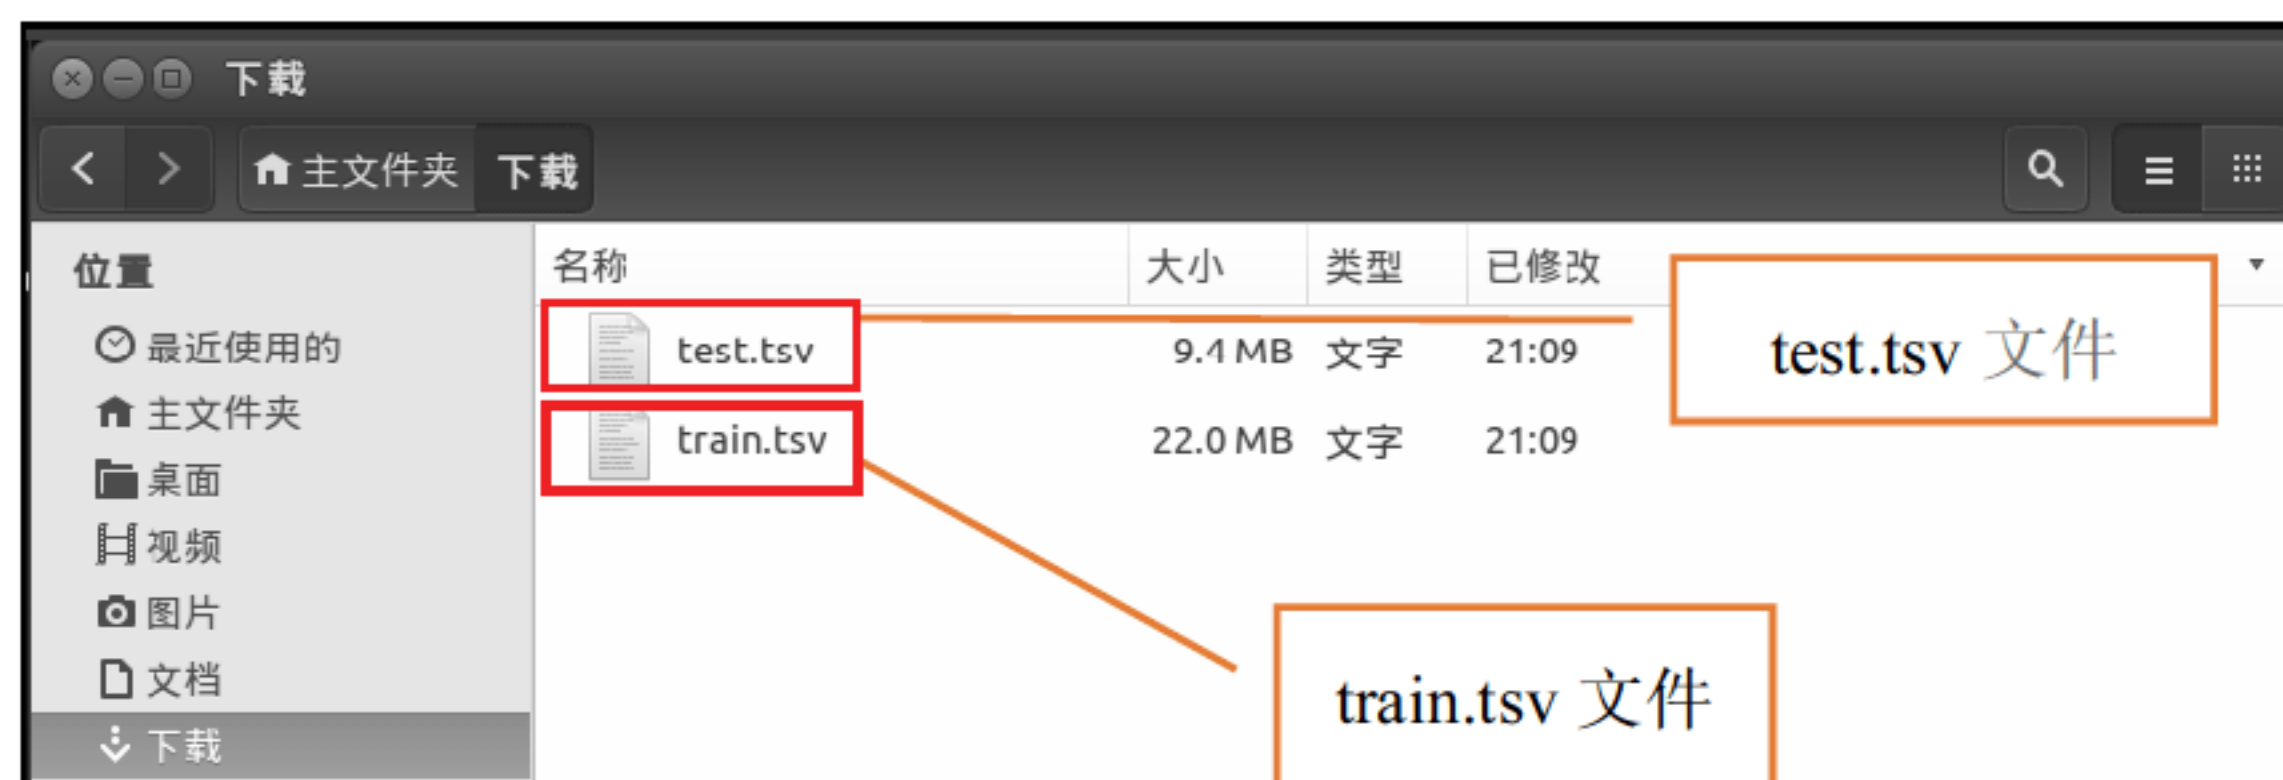 下载
主文件夹 下载
位置
最近使用的
主文件夹
桌面
视频
图片
文档
下载
名称 大小 类型 已修改
test.tsv 9.4 MB 文字 21:09
train.tsv 22.0 MB 文字 21:09
test.tsv 文件
train.tsv 文件